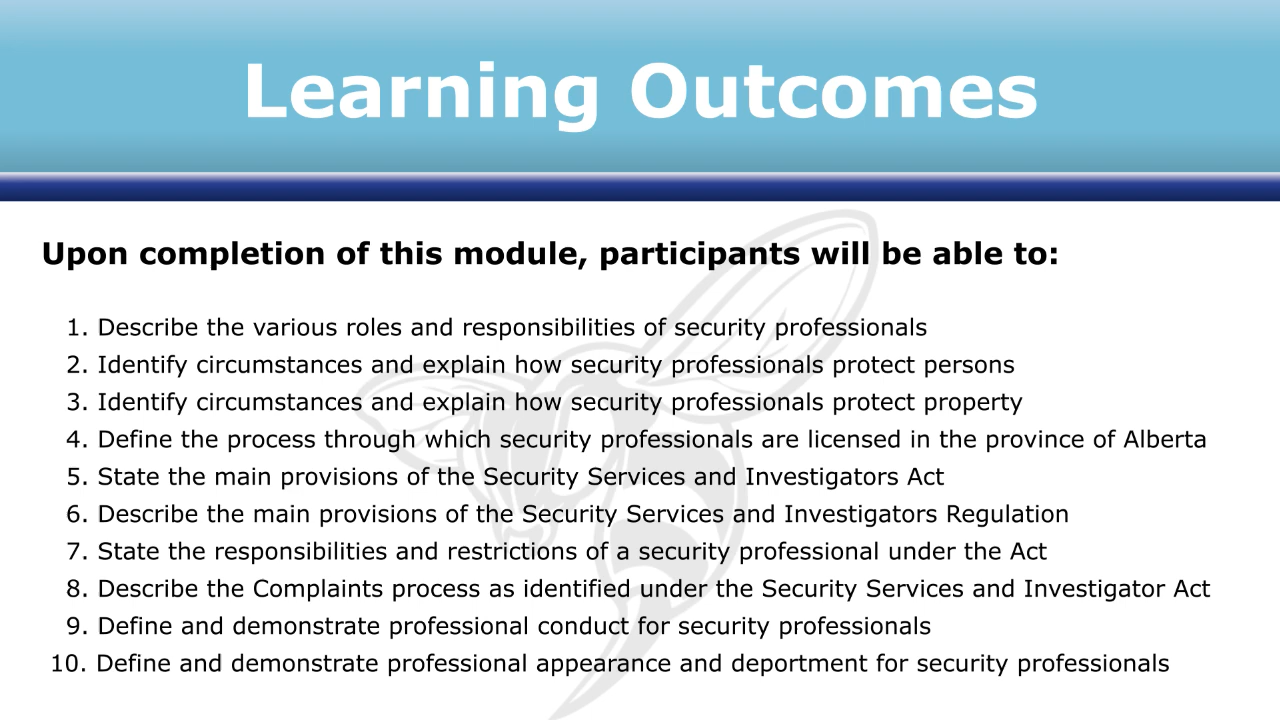 Learning Outcomes
Upon completion of this module, participants will be able to:
1. Describe the various roles and responsibilities of security professionals
2. Identify circumstances and explain how security professionals protect persons
3. Identify circumstances and explain how security professionals protect property
4. Define the process through which security professionals are licensed in the province of Alberta
5. State the main provisions of the Security Services and Investigators Act
6. Describe the main provisions of the Security Services and Investigators Regulation
7. State the responsibilities and restrictions of a security professional under the Act
8. Describe the Complaints process as identified under the Security Services and Investigator Act
9. Define and demonstrate professional conduct for security professionals
10. Define and demonstrate professional appearance and deportment for security professionals